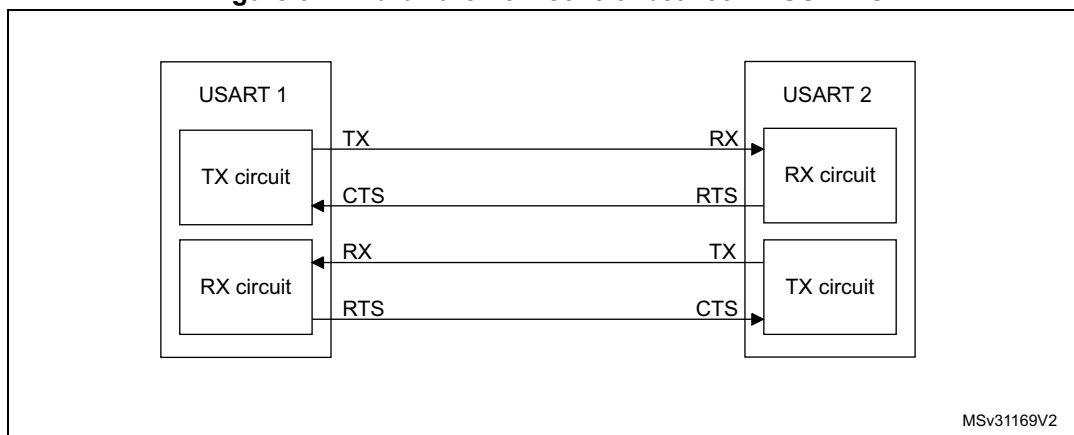 USART 1
USART 2
TX
RX
TX circuit
RX circuit
CTS
RTS
RX
TX
RX circuit
TX circuit
RTS
CTS
MSv31169V2